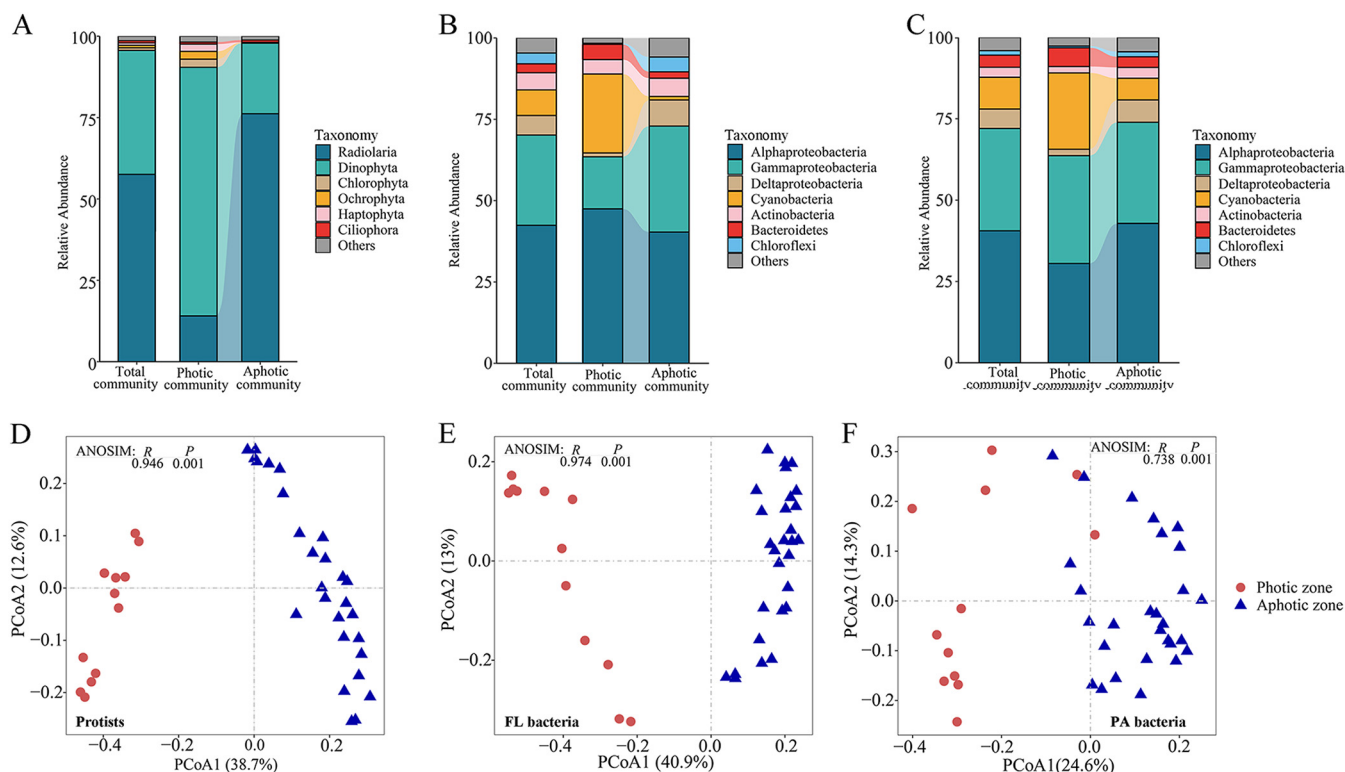 A
100
75
50
25
0
Relative Abundance
Total community
Photic community
Aphotic community
Taxonomy
Radiolaria
Dinophyta
Chlorophyta
Ochrophyta
Haptophyta
Ciliophora
Others
B
100
75
50
25
0
Relative Abundance
Total community
Photic community
Aphotic community
Taxonomy
Alphaproteobacteria
Gammaproteobacteria
Deltaproteobacteria
Cyanobacteria
Actinobacteria
Bacteroidetes
Chloroflexi
Others
C
100
75
50
25
0
Relative Abundance
Total community
Photic community
Aphotic community
Taxonomy
Alphaproteobacteria
Gammaproteobacteria
Deltaproteobacteria
Cyanobacteria
Actinobacteria
Bacteroidetes
Chloroflexi
Others
D
ANOSIM: R P
0.946 0.001
0.2
0.1
0.0
−0.1
−0.2
PCoA2 (12.6%)
Protists
−0.4
−0.2
0.0
0.2
PCoA1 (38.7%)
E
ANOSIM: R P
0.974 0.001
0.2
0.0
−0.2
PCoA2 (13%)
FL bacteria
−0.4
−0.2
0.0
0.2
PCoA1 (40.9%)
F
ANOSIM: R P
0.738 0.001
0.3
0.2
0.1
0.0
−0.1
−0.2
PCoA2 (14.3%)
PA bacteria
−0.4
−0.2
0.0
0.2
PCoA1(24.6%)
Photic zone
Aphotic zone